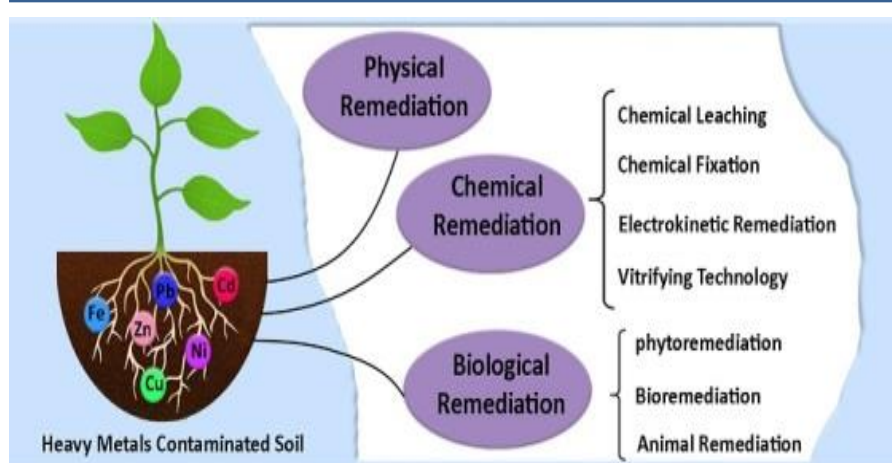 Physical
Remediation
Chemical
Remediation
Chemical Leaching
Chemical Fixation
Electrokinetic Remediation
Vitrifying Technology
Biological
Remediation
phytoremediation
Bioremediation
Animal Remediation
Cd
Pb
Fe
Zn
Ni
Cu
Heavy Metals Contaminated Soil